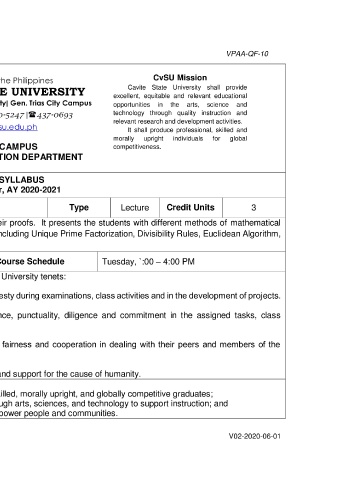 VPAA-QF-10
he Philippines
E UNIVERSITY
ty| Gen. Trias City Campus
0-5247 |☎437-0693
su.edu.ph
CAMPUS
TION DEPARTMENT
CvSU Mission
Cavite State University shall provide
excellent, equitable and relevant educational
opportunities in the arts, science and
technology through quality instruction and
relevant research and development activities.
It shall produce professional, skilled and
morally upright individuals for global
competitiveness.
SYLLABUS
r, AY 2020-2021
Type Lecture Credit Units 3
eir proofs. It presents the students with different methods of mathematical
ncluding Unique Prime Factorization, Divisibility Rules, Euclidean Algorithm,
Course Schedule Tuesday, `:00 – 4:00 PM
University tenets:
esty during examinations, class activities and in the development of projects.
nce, punctuality, diligence and commitment in the assigned tasks, class
fairness and cooperation in dealing with their peers and members of the
and support for the cause of humanity.
illed, morally upright, and globally competitive graduates;
ugh arts, sciences, and technology to support instruction; and
power people and communities.
V02-2020-06-01